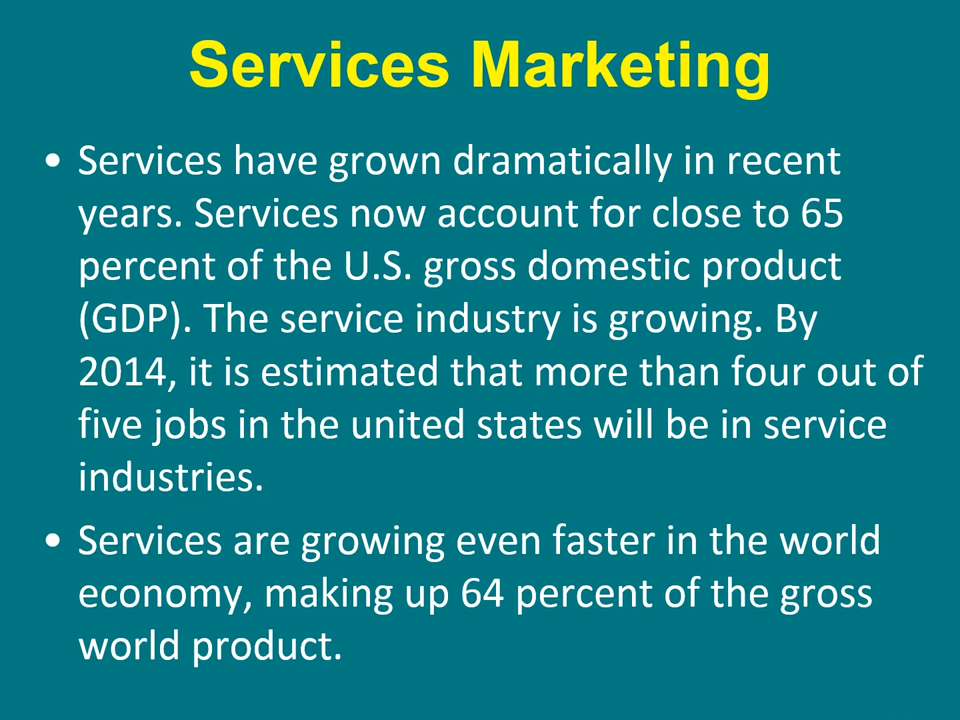 Services Marketing
• Services have grown dramatically in recent
years. Services now account for close to 65
percent of the U.S. gross domestic product
(GDP). The service industry is growing. By
2014, it is estimated that more than four out of
five jobs in the united states will be in service
industries.
• Services are growing even faster in the world
economy, making up 64 percent of the gross
world product.